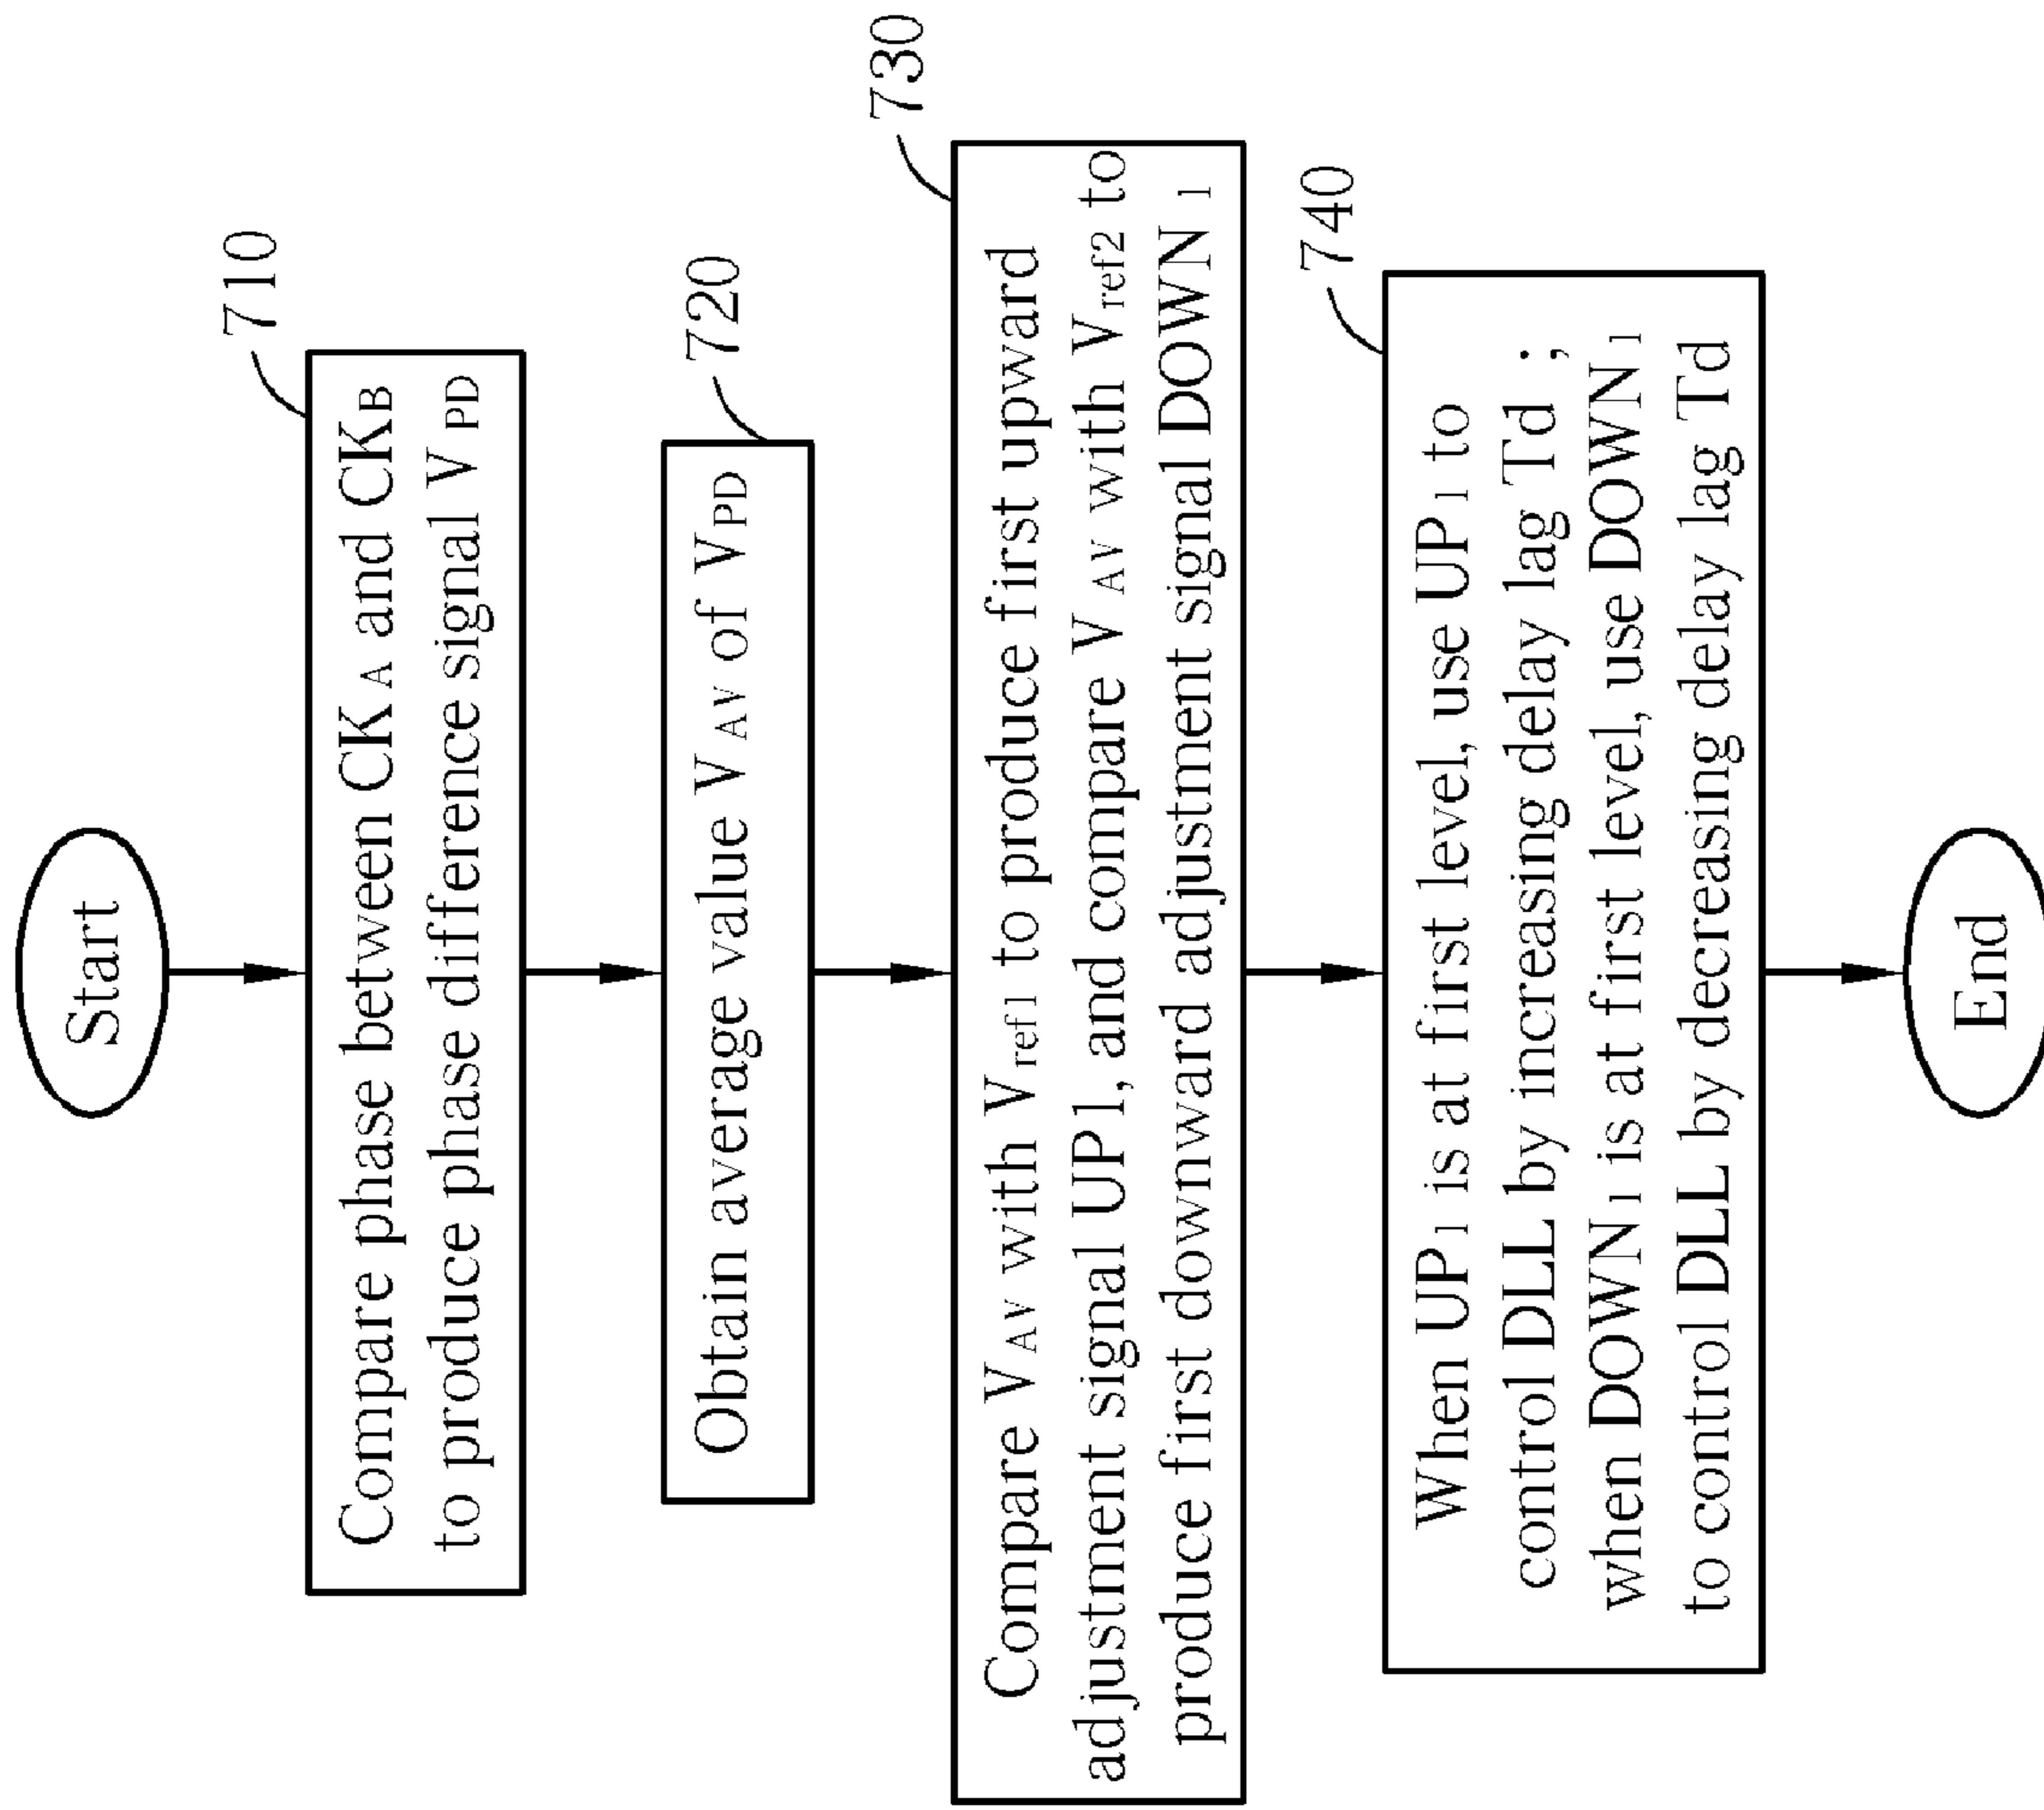 Start
710
Compare phase between CKA and CKB
to produce phase difference signal VPD
720
Obtain average value VAV of VPD
730
Compare VAV with Vref1 to produce first upward
adjustment signal UP1, and compare VAV with Vref2 to
produce first downward adjustment signal DOWN1
740
When UP1 is at first level, use UP1 to
control DLL by increasing delay lag Td ;
when DOWN1 is at first level, use DOWN1
to control DLL by decreasing delay lag Td
End